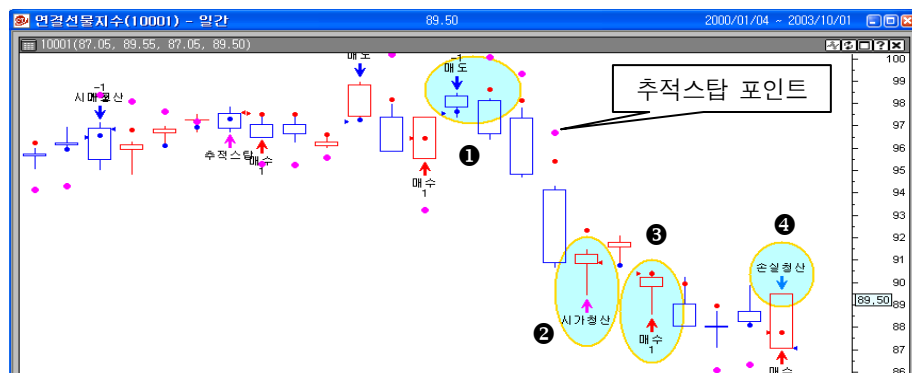 연결선물지수(10001) - 일간
89.50
2000/01/04 ~ 2003/10/01
10001(87.05, 89.55, 87.05, 89.50)
100
99
98
97
96
95
94
93
92
91
90
89.50
89
88
87
86
-1
추적스탑
매수
1
매도
매수
1
-1
매도
추적스탑 포인트
❶
❷
시가청산
❸
매수
1
❹
손실청산
매수